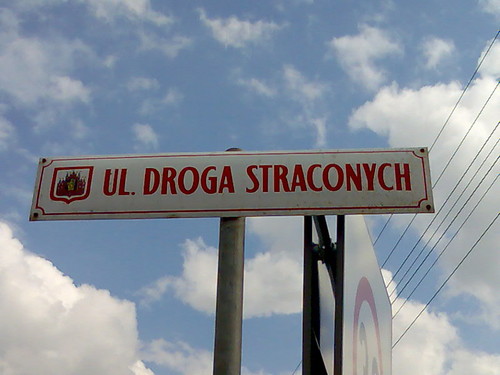 UL. DROGA STRACONYCH